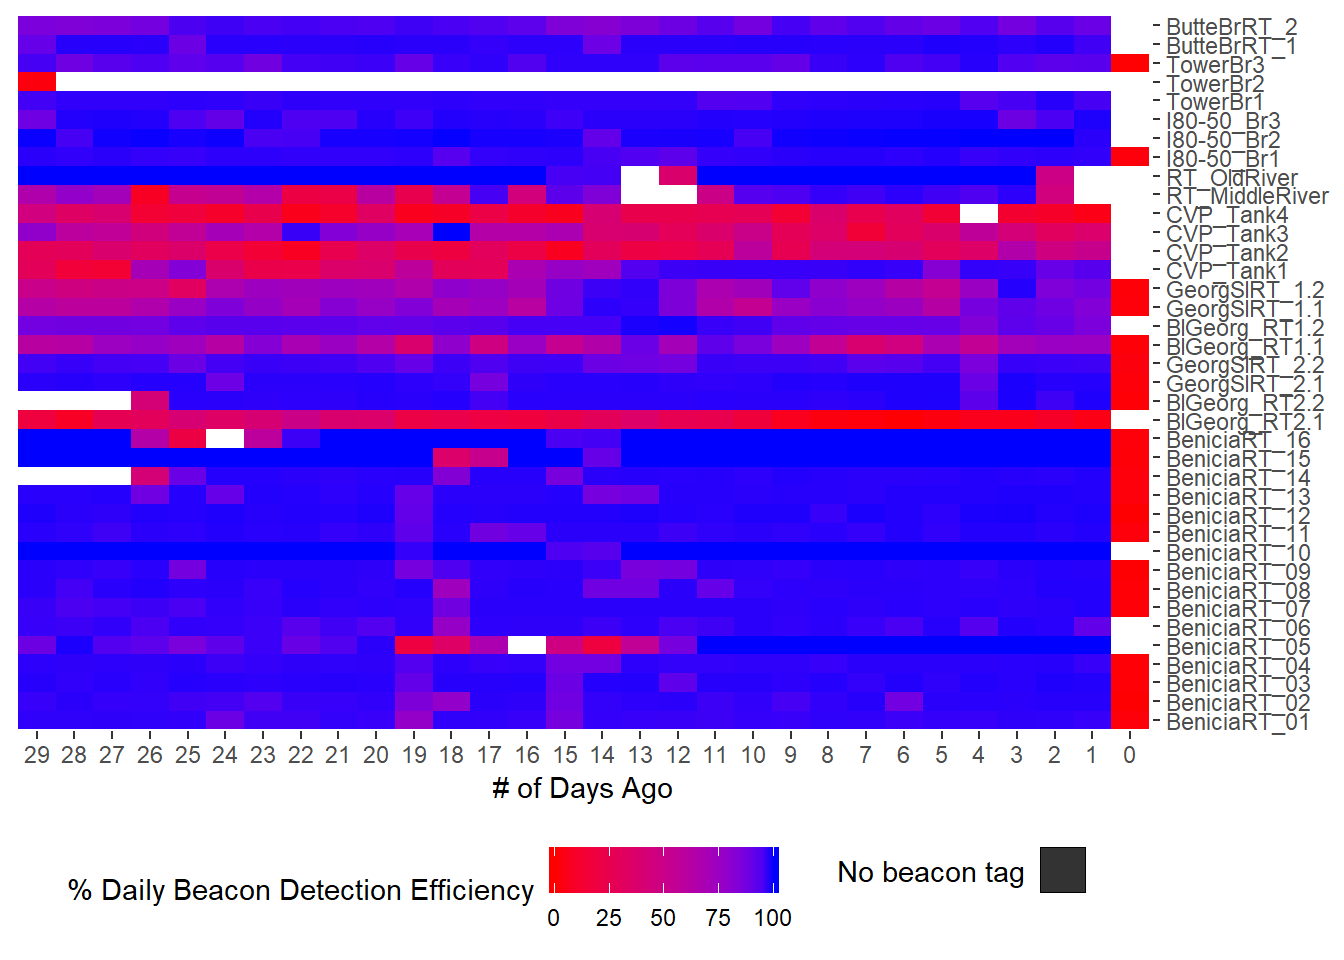 ButteBrRT_2
ButteBrRT_1
TowerBr3
TowerBr2
TowerBr1
I80-50_Br3
I80-50_Br2
I80-50_Br1
RT_OldRiver
RT_MiddleRiver
CVP_Tank4
CVP_Tank3
CVP_Tank2
CVP_Tank1
GeorgSlRT_1.2
GeorgSlRT_1.1
BlGeorg_RT1.2
BlGeorg_RT1.1
GeorgSlRT_2.2
GeorgSlRT_2.1
BlGeorg_RT2.2
BlGeorg_RT2.1
BeniciaRT_16
BeniciaRT_15
BeniciaRT_14
BeniciaRT_13
BeniciaRT_12
BeniciaRT_11
BeniciaRT_10
BeniciaRT_09
BeniciaRT_08
BeniciaRT_07
BeniciaRT_06
BeniciaRT_05
BeniciaRT_04
BeniciaRT_03
BeniciaRT_02
BeniciaRT_01
29 28 27 26 25 24 23 22 21 20 19 18 17 16 15 14 13 12 11 10 9 8 7 6 5 4 3 2 1 0
# of Days Ago
% Daily Beacon Detection Efficiency
0 25 50 75 100
No beacon tag